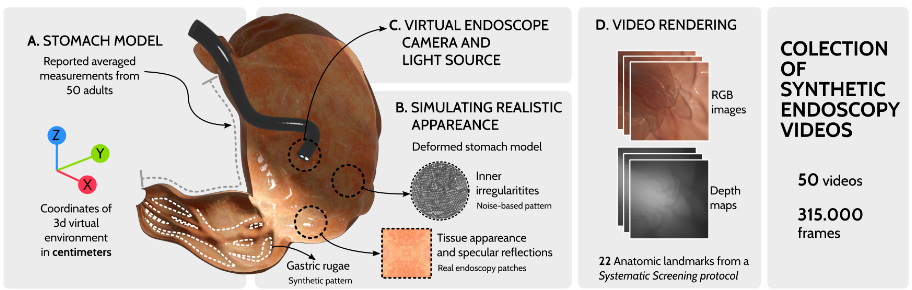 A. STOMACH MODEL
Reported averaged
measurements from
50 adults
Z
Y
X
Coordinates of
3d virtual
environment
in centimeters
C. VIRTUAL ENDOSCOPE
CAMERA AND
LIGHT SOURCE
B. SIMULATING REALISTIC
APPAREANCE
Deformed stomach model
Inner
irregularitites
Noise-based pattern
Tissue appareance
and specular reflections
Real endoscopy patches
Gastric rugae
Synthetic pattern
D. VIDEO RENDERING
RGB
images
Depth
maps
22 Anatomic landmarks from a
Systematic Screening protocol
COLECTION
OF
SYNTHETIC
ENDOSCOPY
VIDEOS
50 videos
315.000
frames